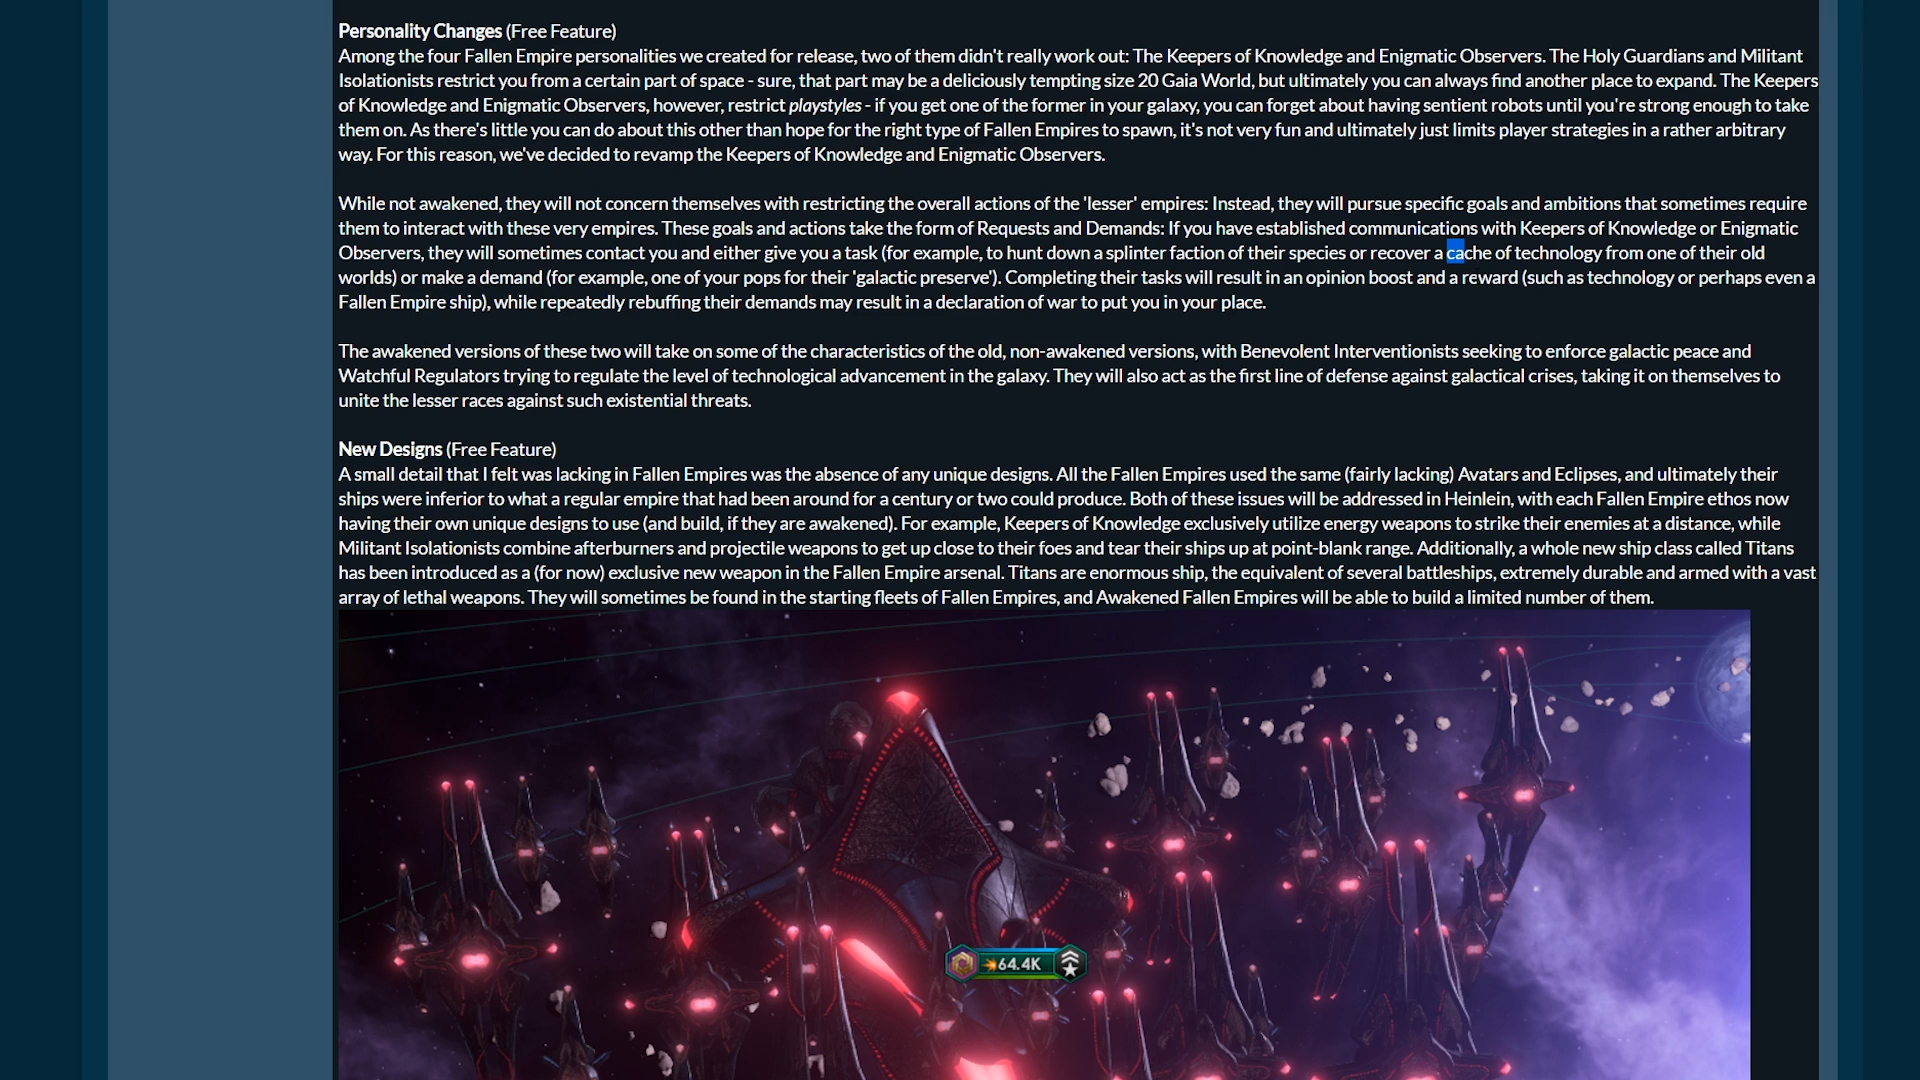 Personality Changes (Free Feature)
Among the four Fallen Empire personalities we created for release, two of them didn't really work out: The Keepers of Knowledge and Enigmatic Observers. The Holy Guardians and Militant
Isolationists restrict you from a certain part of space - sure, that part may be a deliciously tempting size 20 Gaia World, but ultimately you can always find another place to expand. The Keepers
of Knowledge and Enigmatic Observers, however, restrict playstyles - if you get one of the former in your galaxy, you can forget about having sentient robots until you're strong enough to take
them on. As there's little you can do about this other than hope for the right type of Fallen Empires to spawn, it's not very fun and ultimately just limits player strategies in a rather arbitrary
way. For this reason, we've decided to revamp the Keepers of Knowledge and Enigmatic Observers.
While not awakened, they will not concern themselves with restricting the overall actions of the 'lesser' empires: Instead, they will pursue specific goals and ambitions that sometimes require
them to interact with these very empires. These goals and actions take the form of Requests and Demands: If you have established communications with Keepers of Knowledge or Enigmatic
Observers, they will sometimes contact you and either give you a task (for example, to hunt down a splinter faction of their species or recover a cache of technology from one of their old
worlds) or make a demand (for example, one of your pops for their 'galactic preserve'). Completing their tasks will result in an opinion boost and a reward (such as technology or perhaps even a
Fallen Empire ship), while repeatedly rebuffing their demands may result in a declaration of war to put you in your place.
The awakened versions of these two will take on some of the characteristics of the old, non-awakened versions, with Benevolent Interventionists seeking to enforce galactic peace and
Watchful Regulators trying to regulate the level of technological advancement in the galaxy. They will also act as the first line of defense against galactical crises, taking it on themselves to
unite the lesser races against such existential threats.
New Designs (Free Feature)
A small detail that I felt was lacking in Fallen Empires was the absence of any unique designs. All the Fallen Empires used the same (fairly lacking) Avatars and Eclipses, and ultimately their
ships were inferior to what a regular empire that had been around for a century or two could produce. Both of these issues will be addressed in Heinlein, with each Fallen Empire ethos now
having their own unique designs to use (and build, if they are awakened). For example, Keepers of Knowledge exclusively utilize energy weapons to strike their enemies at a distance, while
Militant Isolationists combine afterburners and projectile weapons to get up close to their foes and tear their ships up at point-blank range. Additionally, a whole new ship class called Titans
has been introduced as a (for now) exclusive new weapon in the Fallen Empire arsenal. Titans are enormous ship, the equivalent of several battleships, extremely durable and armed with a vast
array of lethal weapons. They will sometimes be found in the starting fleets of Fallen Empires, and Awakened Fallen Empires will be able to build a limited number of them.
64.4K